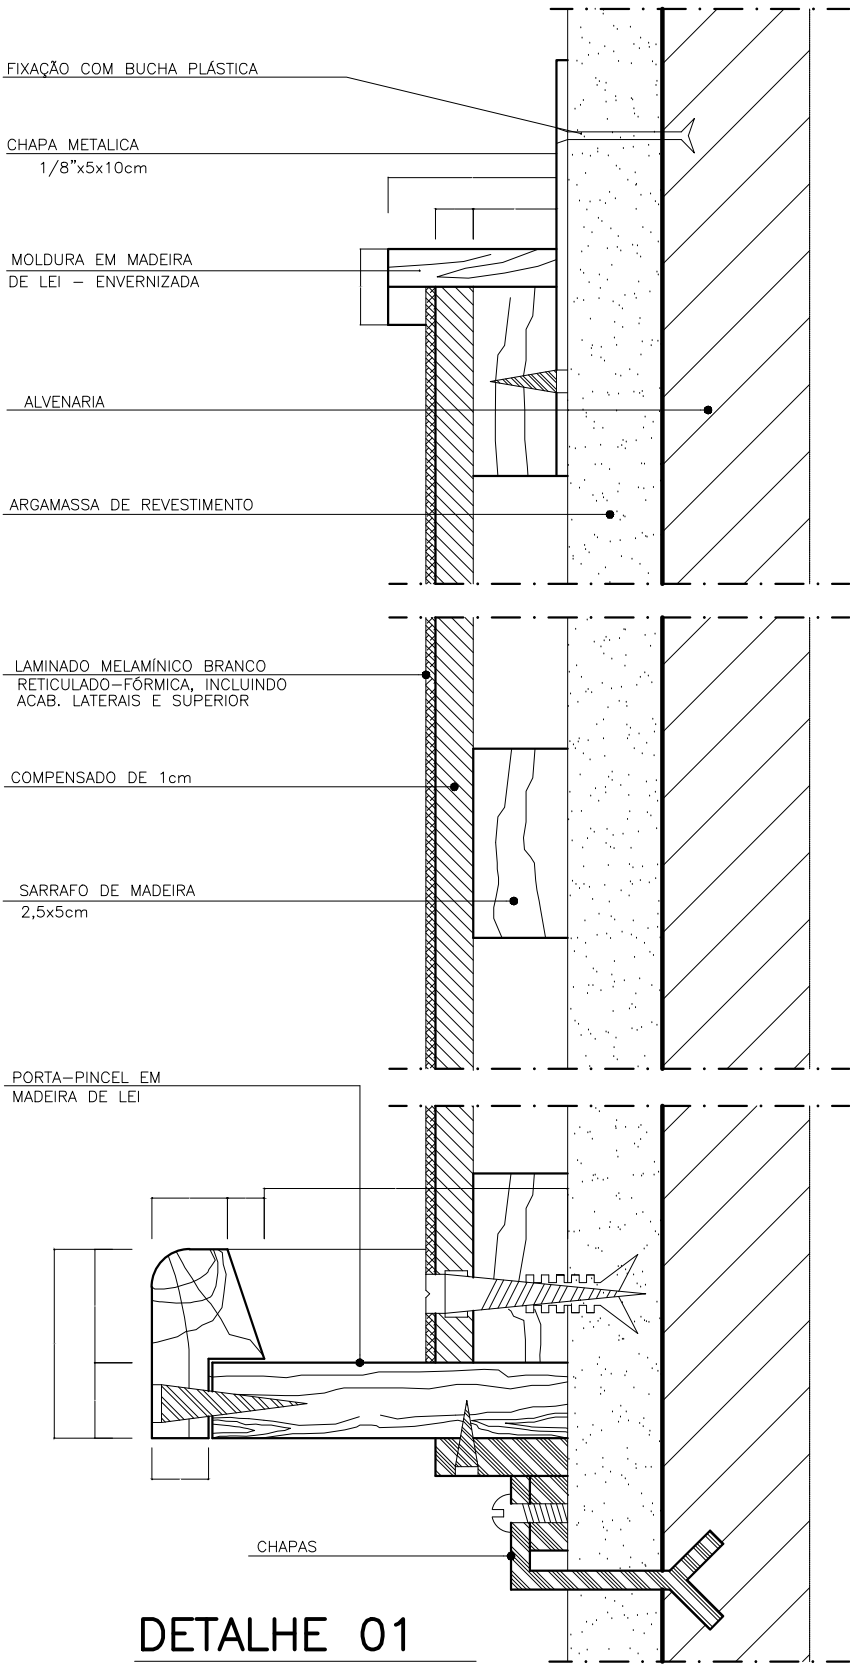 FIXAÇÃO COM BUCHA PLÁSTICA
CHAPA METALICA
1/8"x5x10cm
MOLDURA EM MADEIRA
DE LEI - ENVERNIZADA
ALVENARIA
ARGAMASSA DE REVESTIMENTO
LAMINADO MELAMÍNICO BRANCO
RETICULADO-FÓRMICA, INCLUINDO
ACAB. LATERAIS E SUPERIOR
COMPENSADO DE 1cm
SARRAFO DE MADEIRA
2,5x5cm
PORTA-PINCEL EM
MADEIRA DE LEI
CHAPAS
DETALHE 01